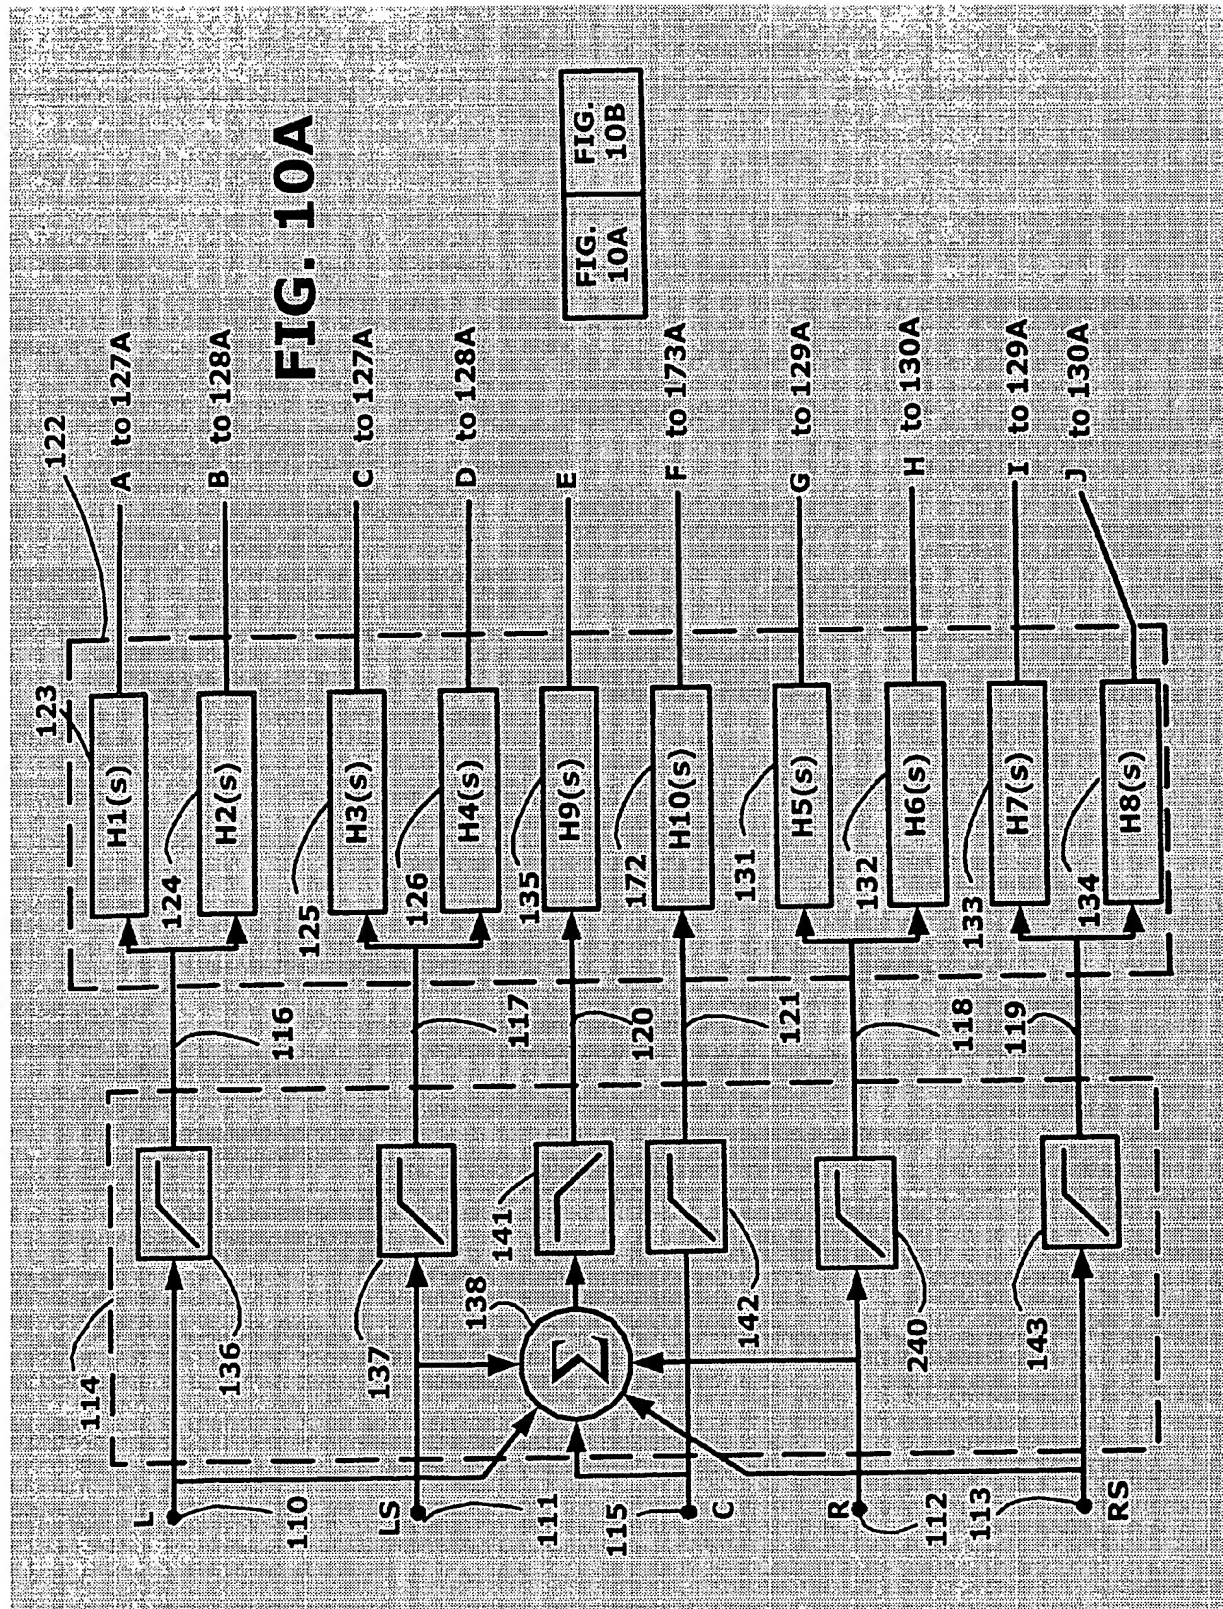 FIG. 10A
FIG.
10A
FIG.
10B
122
123
H1(s)
A to 127A
124
H2(s)
B to 128A
125
H3(s)
C to 127A
126
H4(s)
D to 128A
135
H9(s)
E
172
H10(s)
F to 173A
131
H5(s)
G to 129A
132
H6(s)
H to 130A
133
H7(s)
I to 129A
134
H8(s)
J to 130A
116
117
120
121
118
119
114
136
137
141
138
Σ
142
240
143
L
110
LS
111
115
C
R
112
113
RS